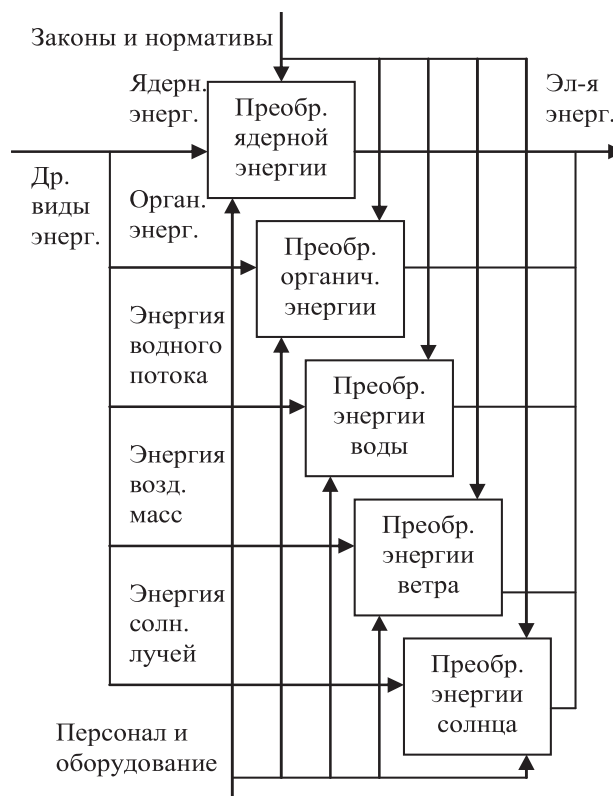 Законы и нормативы
Ядерн.
энерг.
Преобр.
ядерной
энергии
Эл-я
энерг.
Др.
виды
энерг.
Орган.
энерг.
Преобр.
органич.
энергии
Энергия
водного
потока
Преобр.
энергии
воды
Энергия
возд.
масс
Преобр.
энергии
ветра
Энергия
солн.
лучей
Преобр.
энергии
солнца
Персонал и
оборудование